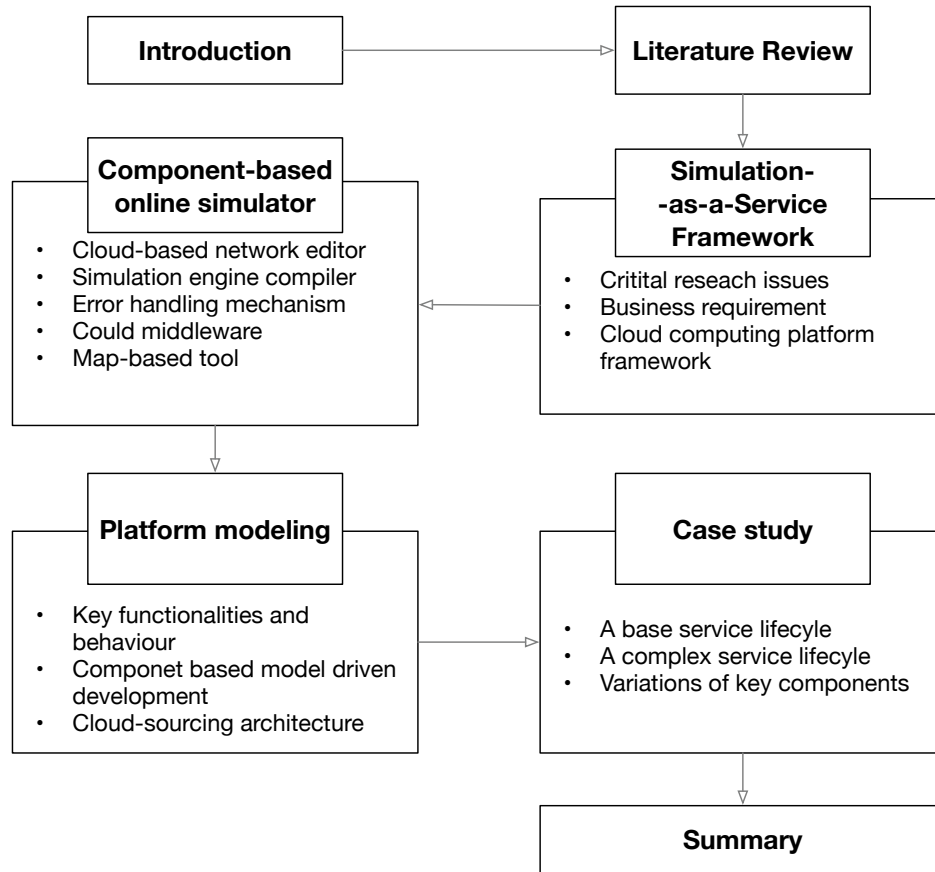 Introduction
Literature Review
Simulation-
-as-a-Service
Framework
• Critital reseach issues
• Business requirement
• Cloud computing platform
framework
Component-based
online simulator
• Cloud-based network editor
• Simulation engine compiler
• Error handling mechanism
• Could middleware
• Map-based tool
Platform modeling
• Key functionalities and
behaviour
• Componet based model driven
development
• Cloud-sourcing architecture
Case study
• A base service lifecyle
• A complex service lifecyle
• Variations of key components
Summary